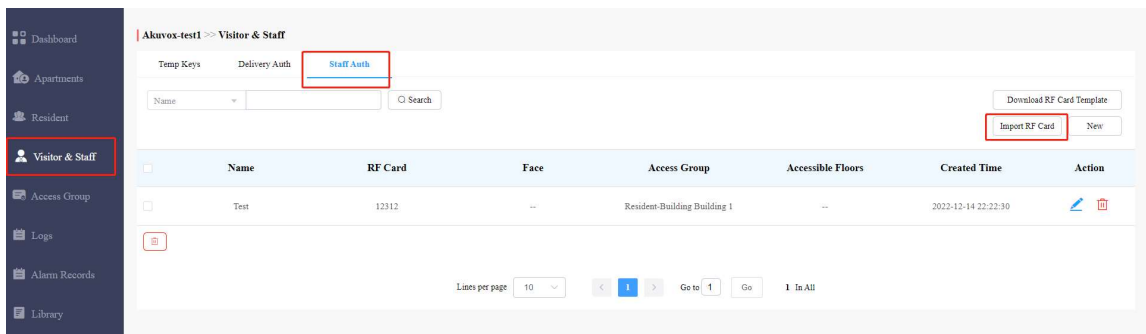 Dashboard
Apartments
Resident
Visitor & Staff
Access Group
Logs
Alarm Records
Library
Akuvox-test1 >> Visitor & Staff
Temp Keys Delivery Auth Staff Auth
Name Search
Download RF Card Template
Import RF Card New
Name RF Card Face Access Group Accessible Floors Created Time Action
Test 12312 -- Resident-Building Building 1 -- 2022-12-14 22:22:30
Lines per page 10 < 1 > Go to 1 Go 1 In All